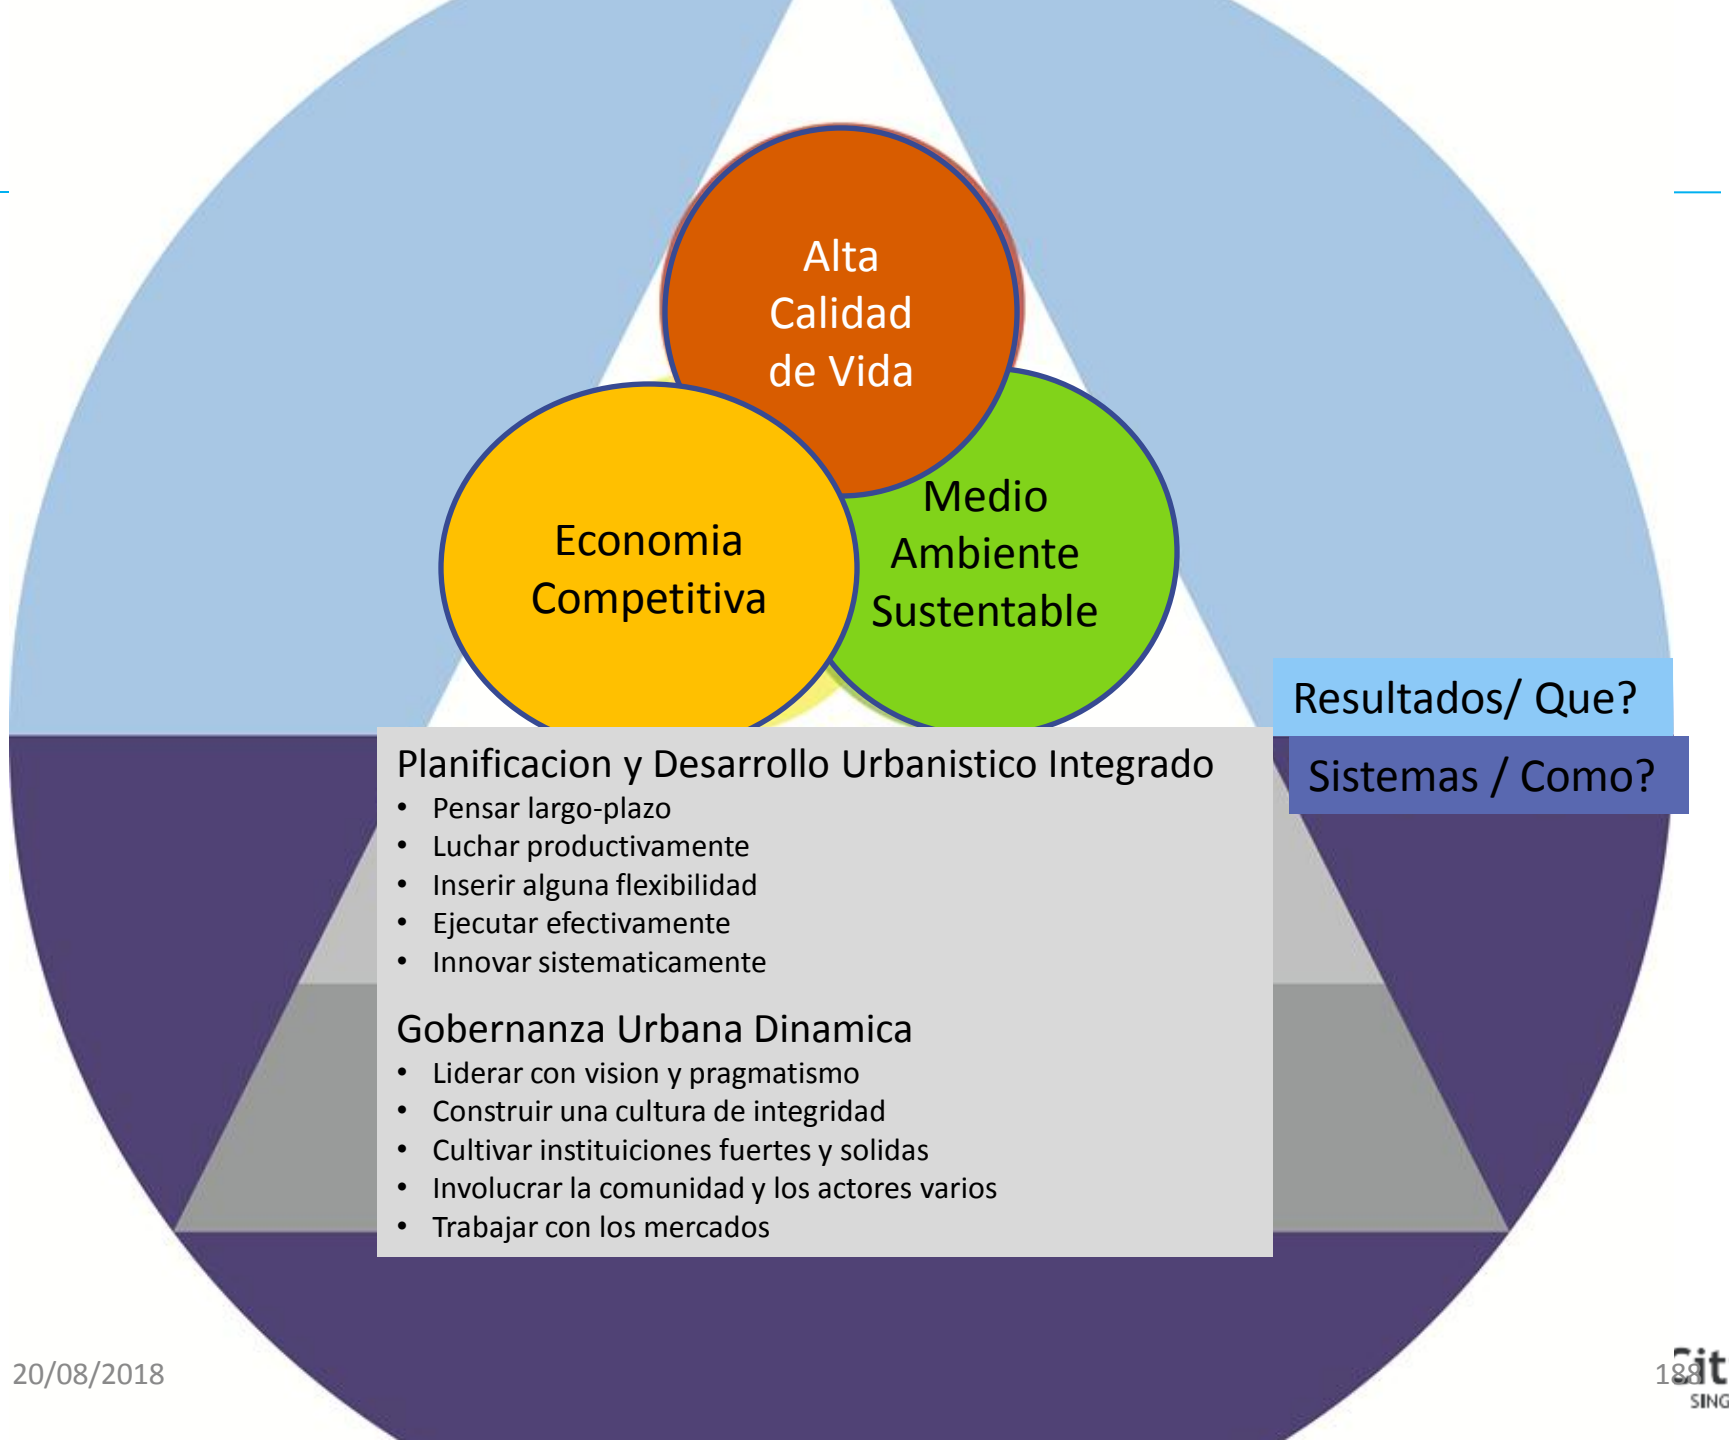 Alta
Calidad
de Vida
Economia
Competitiva
Medio
Ambiente
Sustentable
Resultados/ Que?
Sistemas / Como?
Planificacion y Desarrollo Urbanistico Integrado
• Pensar largo-plazo
• Luchar productivamente
• Inserir alguna flexibilidad
• Ejecutar efectivamente
• Innovar sistematicamente
Gobernanza Urbana Dinamica
• Liderar con vision y pragmatismo
• Construir una cultura de integridad
• Cultivar instituiciones fuertes y solidas
• Involucrar la comunidad y los actores varios
• Trabajar con los mercados
20/08/2018
188
SING